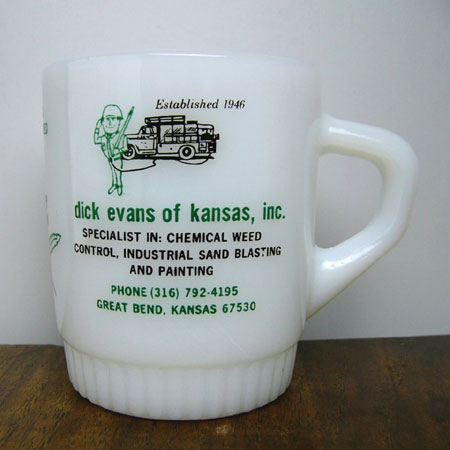 Established 1946
dick evans of kansas, inc.
SPECIALIST IN: CHEMICAL WEED
CONTROL, INDUSTRIAL SAND BLASTING
AND PAINTING
PHONE (316) 792-4195
GREAT BEND, KANSAS 67530